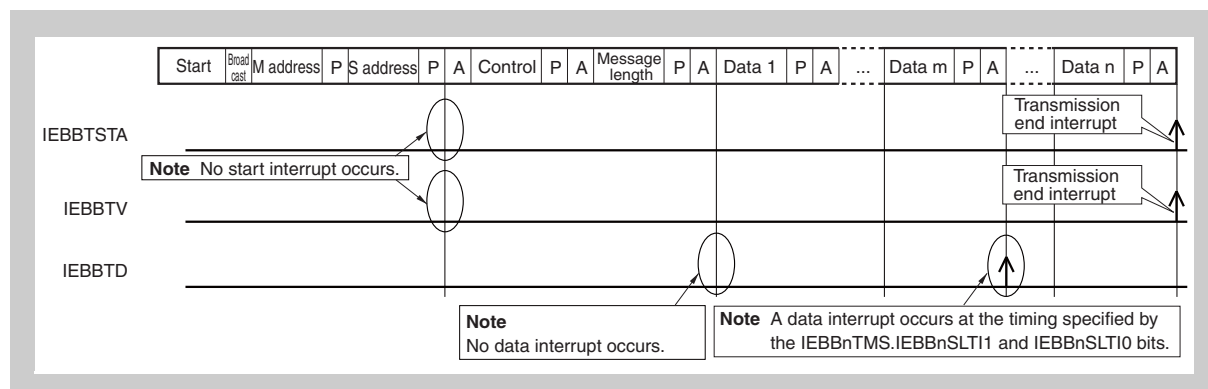 Start Broad cast M address P S address P A Control P A Message length P A Data 1 P A ... Data m P A ... Data n P A
Transmission
end interrupt
IEBBTSTA
Note No start interrupt occurs.
Transmission
end interrupt
IEBBTV
IEBBTD
Note
No data interrupt occurs.
Note A data interrupt occurs at the timing specified by
the IEBBnTMS.IEBBnSLTI1 and IEBBnSLTI0 bits.